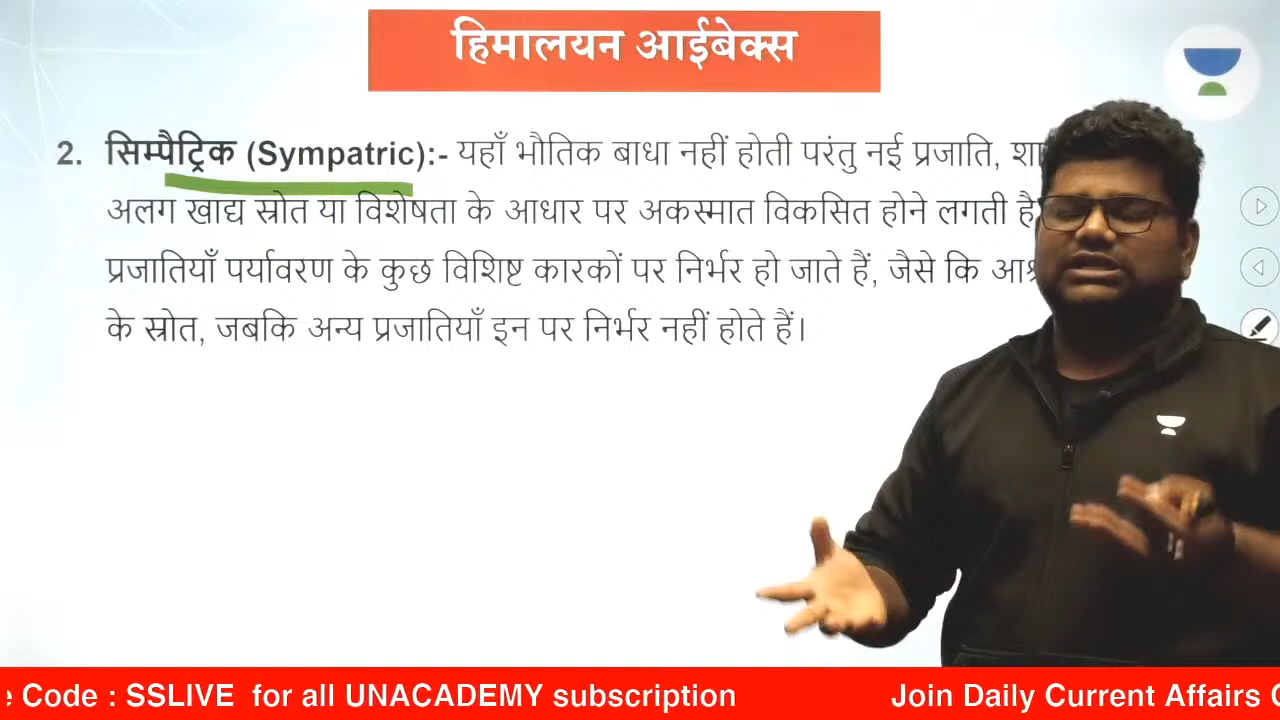 हिमालयन आईबेक्स
2. सिम्पैट्रिक (Sympatric):- यहाँ भौतिक बाधा नहीं होती परंतु नई प्रजाति,
अलग खाद्य स्रोत या विशेषता के आधार पर अकस्मात विकसित होने लगती है
प्रजातियाँ पर्यावरण के कुछ विशिष्ट कारकों पर निर्भर हो जाते हैं, जैसे कि
के स्रोत, जबकि अन्य प्रजातियाँ इन पर निर्भर नहीं होते हैं।
e Code : SSLIVE for all UNACADEMY subscription Join Daily Current Affairs